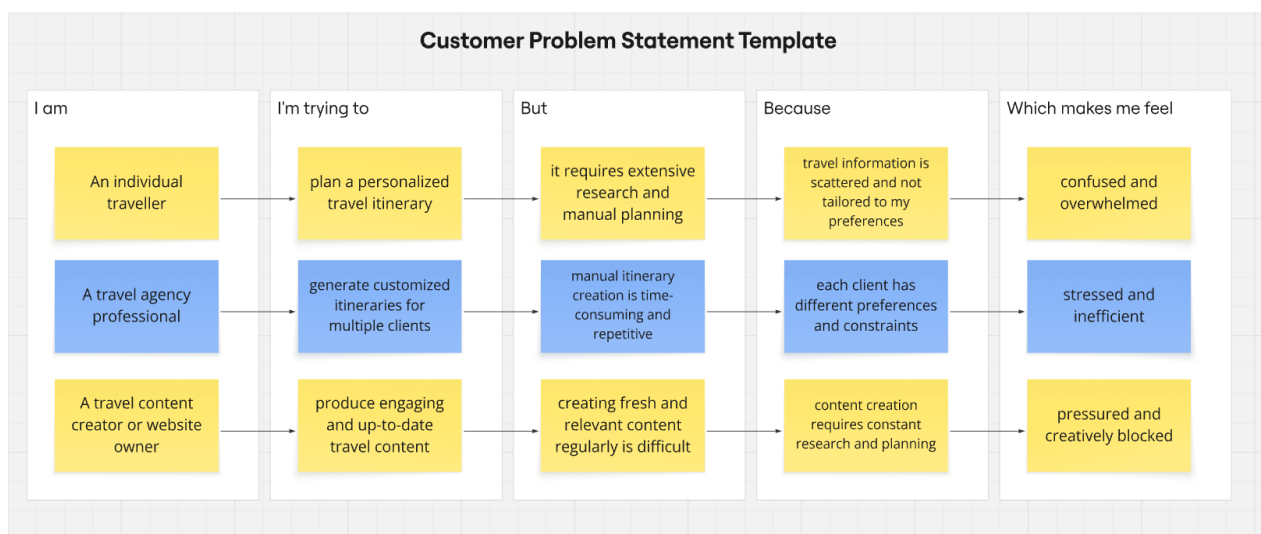 Customer Problem Statement Template
I am
I'm trying to
But
Because
Which makes me feel
An individual
traveller
plan a personalized
travel itinerary
it requires extensive
research and
manual planning
travel information is
scattered and not
tailored to my
preferences
confused and
overwhelmed
A travel agency
professional
generate customized
itineraries for
multiple clients
manual itinerary
creation is time-
consuming and
repetitive
each client has
different preferences
and constraints
stressed and
inefficient
A travel content
creator or website
owner
produce engaging
and up-to-date
travel content
creating fresh and
relevant content
regularly is difficult
content creation
requires constant
research and planning
pressured and
creatively blocked